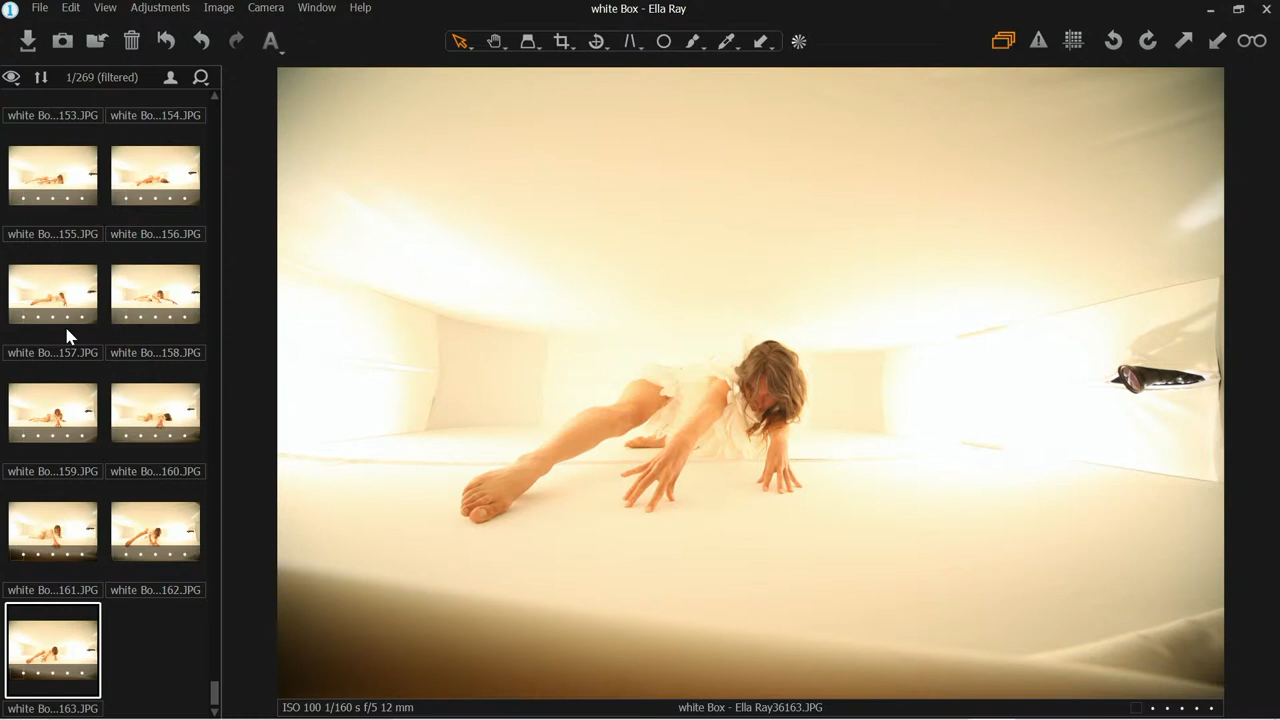 File Edit View Adjustments Image Camera Window Help
white Box - Ella Ray
A
1/269 (filtered)
white Bo...153.JPG white Bo...154.JPG
white Bo...155.JPG white Bo...156.JPG
white Bo...157.JPG white Bo...158.JPG
white Bo...159.JPG white Bo...160.JPG
white Bo...161.JPG white Bo...162.JPG
white Bo...163.JPG
ISO 100 1/160 s f/5 12 mm
white Box - Ella Ray36163.JPG